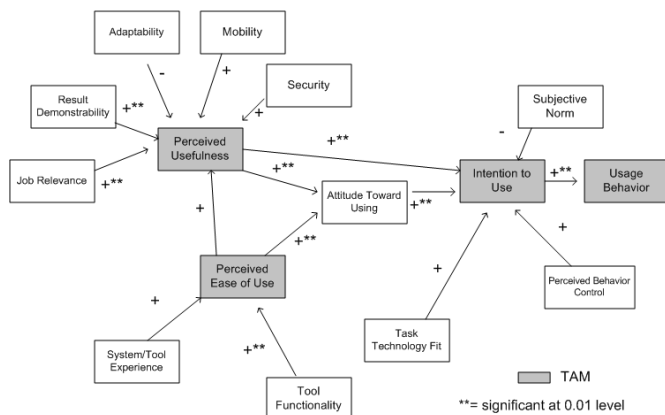 Adaptability
Mobility
-
+
Security
+
Result
Demonstrability
+**
Subjective
Norm
-
Perceived
Usefulness
+**
Job Relevance
+**
+**
Intention to
Use
+**
Usage
Behavior
Attitude Toward
Using
+**
+
+**
+
Perceived
Ease of Use
Perceived Behavior
Control
+
+
System/Tool
Experience
+**
Task
Technology Fit
Tool
Functionality
TAM
**= significant at 0.01 level